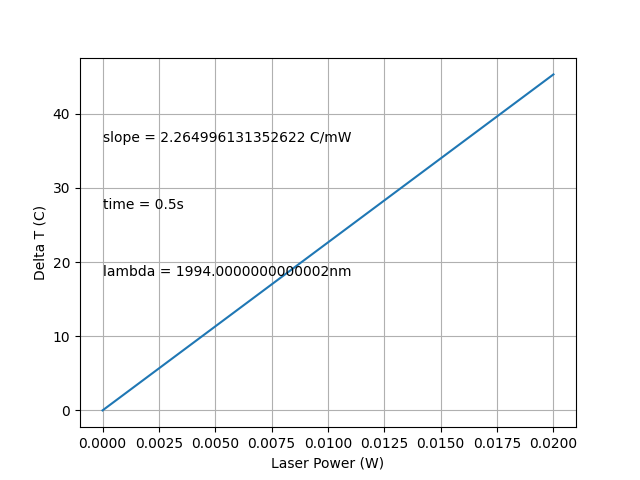 40
slope = 2.264996131352622 C/mW
30
time = 0.5s
20
lambda = 1994.0000000000002nm
10
0
Delta T (C)
0.0000 0.0025 0.0050 0.0075 0.0100 0.0125 0.0150 0.0175 0.0200
Laser Power (W)